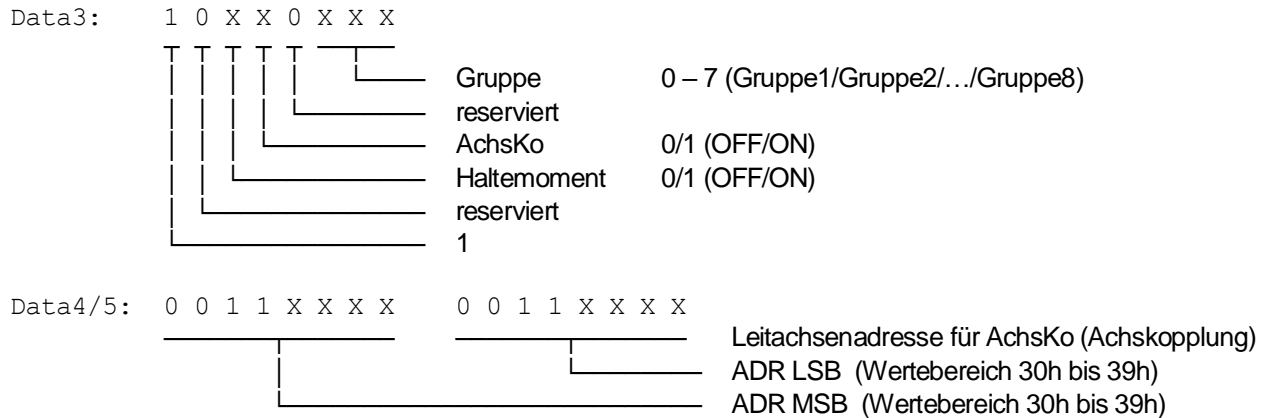 Data3: 1 0 X X 0 X X X
Gruppe 0 – 7 (Gruppe1/Gruppe2/…/Gruppe8)
reserviert
AchsKo 0/1 (OFF/ON)
Haltemoment 0/1 (OFF/ON)
reserviert
1
Data4/5: 0 0 1 1 X X X X 0 0 1 1 X X X X
Leitachsenadresse für AchsKo (Achskopplung)
ADR LSB (Wertebereich 30h bis 39h)
ADR MSB (Wertebereich 30h bis 39h)